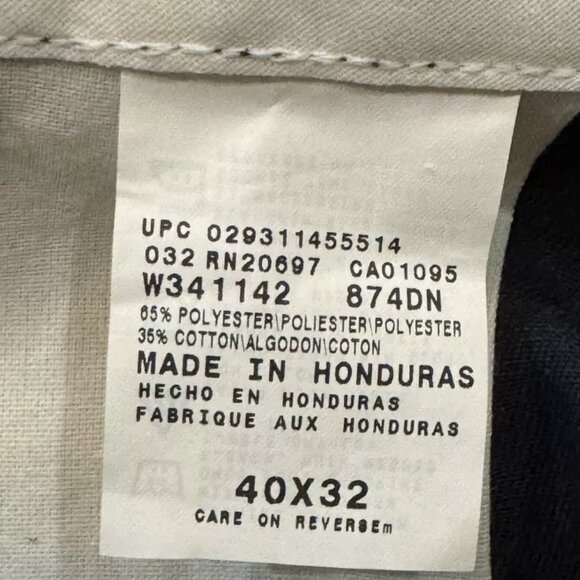 UPC 029311455514
032 RN20697 CA01095
W341142 874DN
65% POLYESTER\POLIESTER\POLYESTER
35% COTTON\ALGODON\COTON
MADE IN HONDURAS
HECHO EN HONDURAS
FABRIQUE AUX HONDURAS
40X32
CARE ON REVERSEm